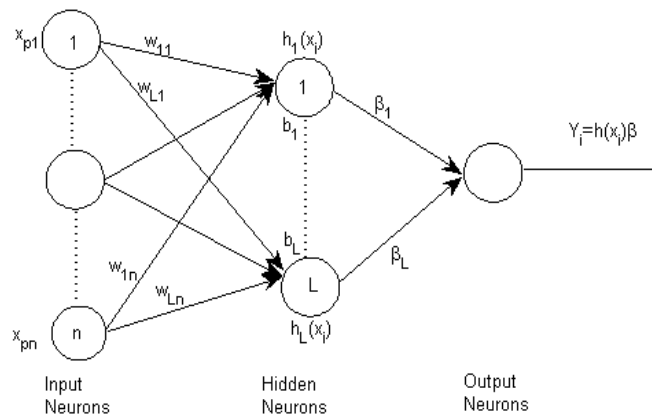 x_p1
1
w_11
w_L1
h_1(x_i)
1
b_1
β_1
Y_i=h(x_i)β
w_1n
b_L
w_Ln
L
h_L(x_i)
β_L
x_pn
n
Input
Neurons
Hidden
Neurons
Output
Neurons